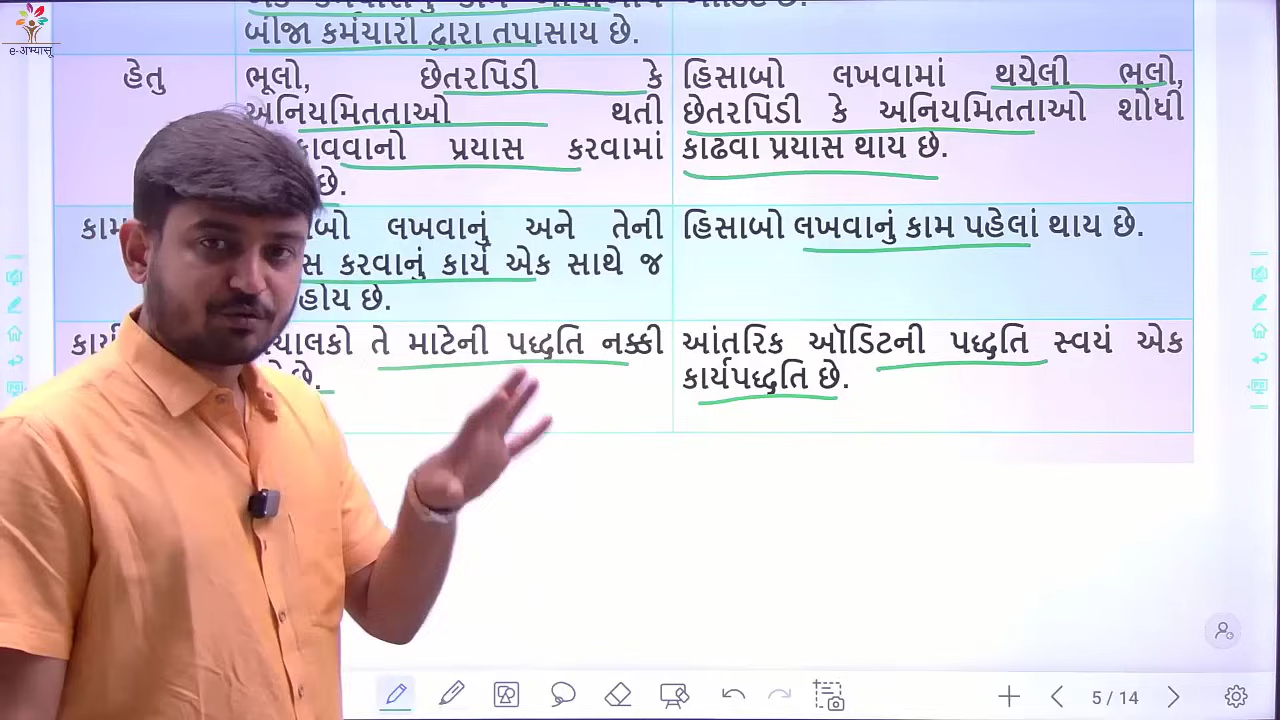 બીજા કર્મચારી દ્વારા તપાસાય છે.
હેતુ
ભૂલો, છેતરપિંડી કે
અનિયમિતતાઓ થતી
કાવવાનો પ્રયાસ કરવામાં
છે.
હિસાબો લખવામાં થયેલી ભૂલો,
છેતરપિંડી કે અનિયમિતતાઓ શોધી
કાઢવા પ્રયાસ થાય છે.
કામ
બો લખવાનું અને તેની
સ કરવાનું કાર્ય એક સાથે જ
હોય છે.
હિસાબો લખવાનું કામ પહેલાં થાય છે.
કાર્ય
ચાલકો તે માટેની પદ્ધતિ નક્કી
છે.
આંતરિક ઑડિટની પદ્ધતિ સ્વયં એક
કાર્યપદ્ધતિ છે.
e-अभ्यासू
5 / 14